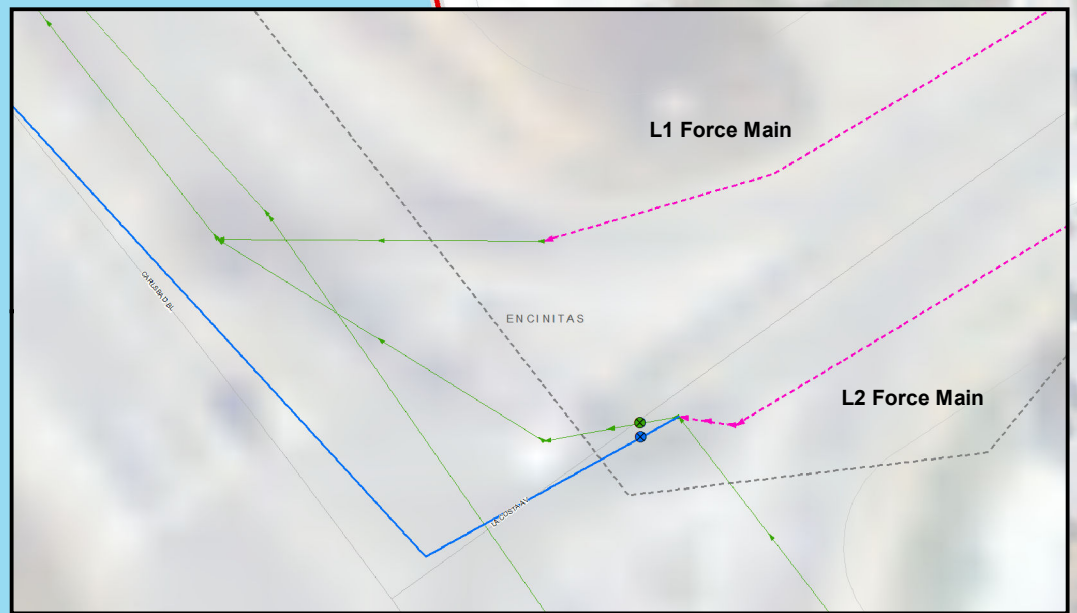 L1 Force Main
CARLSBAD BL
ENCINITAS
L2 Force Main
LA COSTA AV